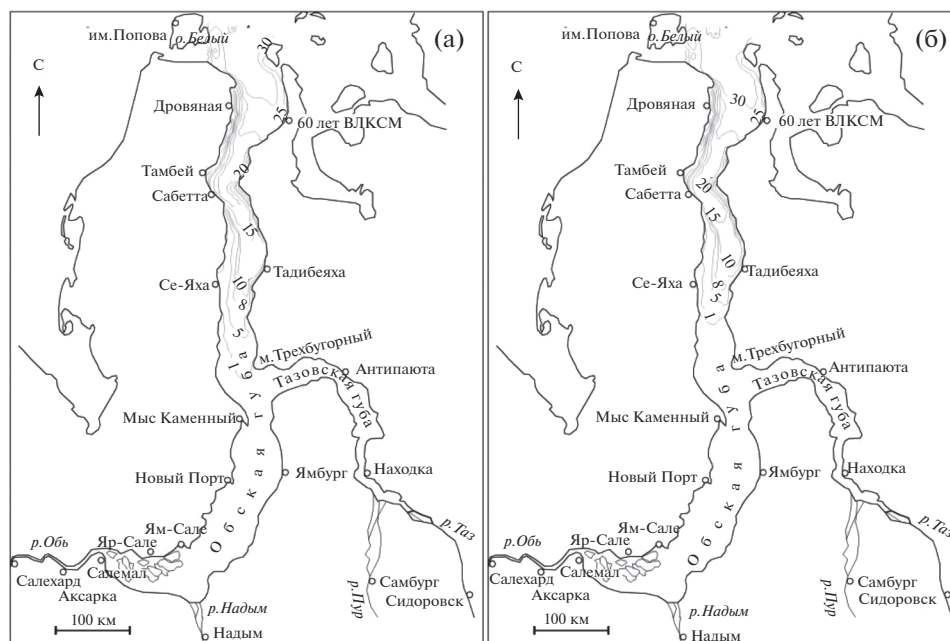 им.Попова
о.Белый
30
(а)
С
Дровяная
25
60 лет ВЛКСМ
Тамбей
20
Сабетта
15
Тадибеяха
Се-Яха
10
8
5
м.Трехбугорный
1
Антипаюта
Тазовская губа
Мыс Каменный
Обская губа
Новый Порт
Ямбург
Находка
Ям-Сале
р.Таз
Яр-Сале
р.Обь
Салехард
Салемал
Аксарка
Самбург
Сидоровск
р.Пур
р.Надым
100 км
Надым
им.Попова
о.Белый
(б)
С
30
Дровяная
25
60 лет ВЛКСМ
Тамбей
20
Сабетта
15
10
Тадибеяха
Се-Яха
8
5
1
м.Трехбугорный
Антипаюта
Тазовская губа
Мыс Каменный
Обская губа
Новый Порт
Ямбург
Находка
Ям-Сале
р.Таз
Яр-Сале
р.Обь
Салехард
Салемал
Аксарка
Самбург
Сидоровск
р.Пур
р.Надым
100 км
Надым